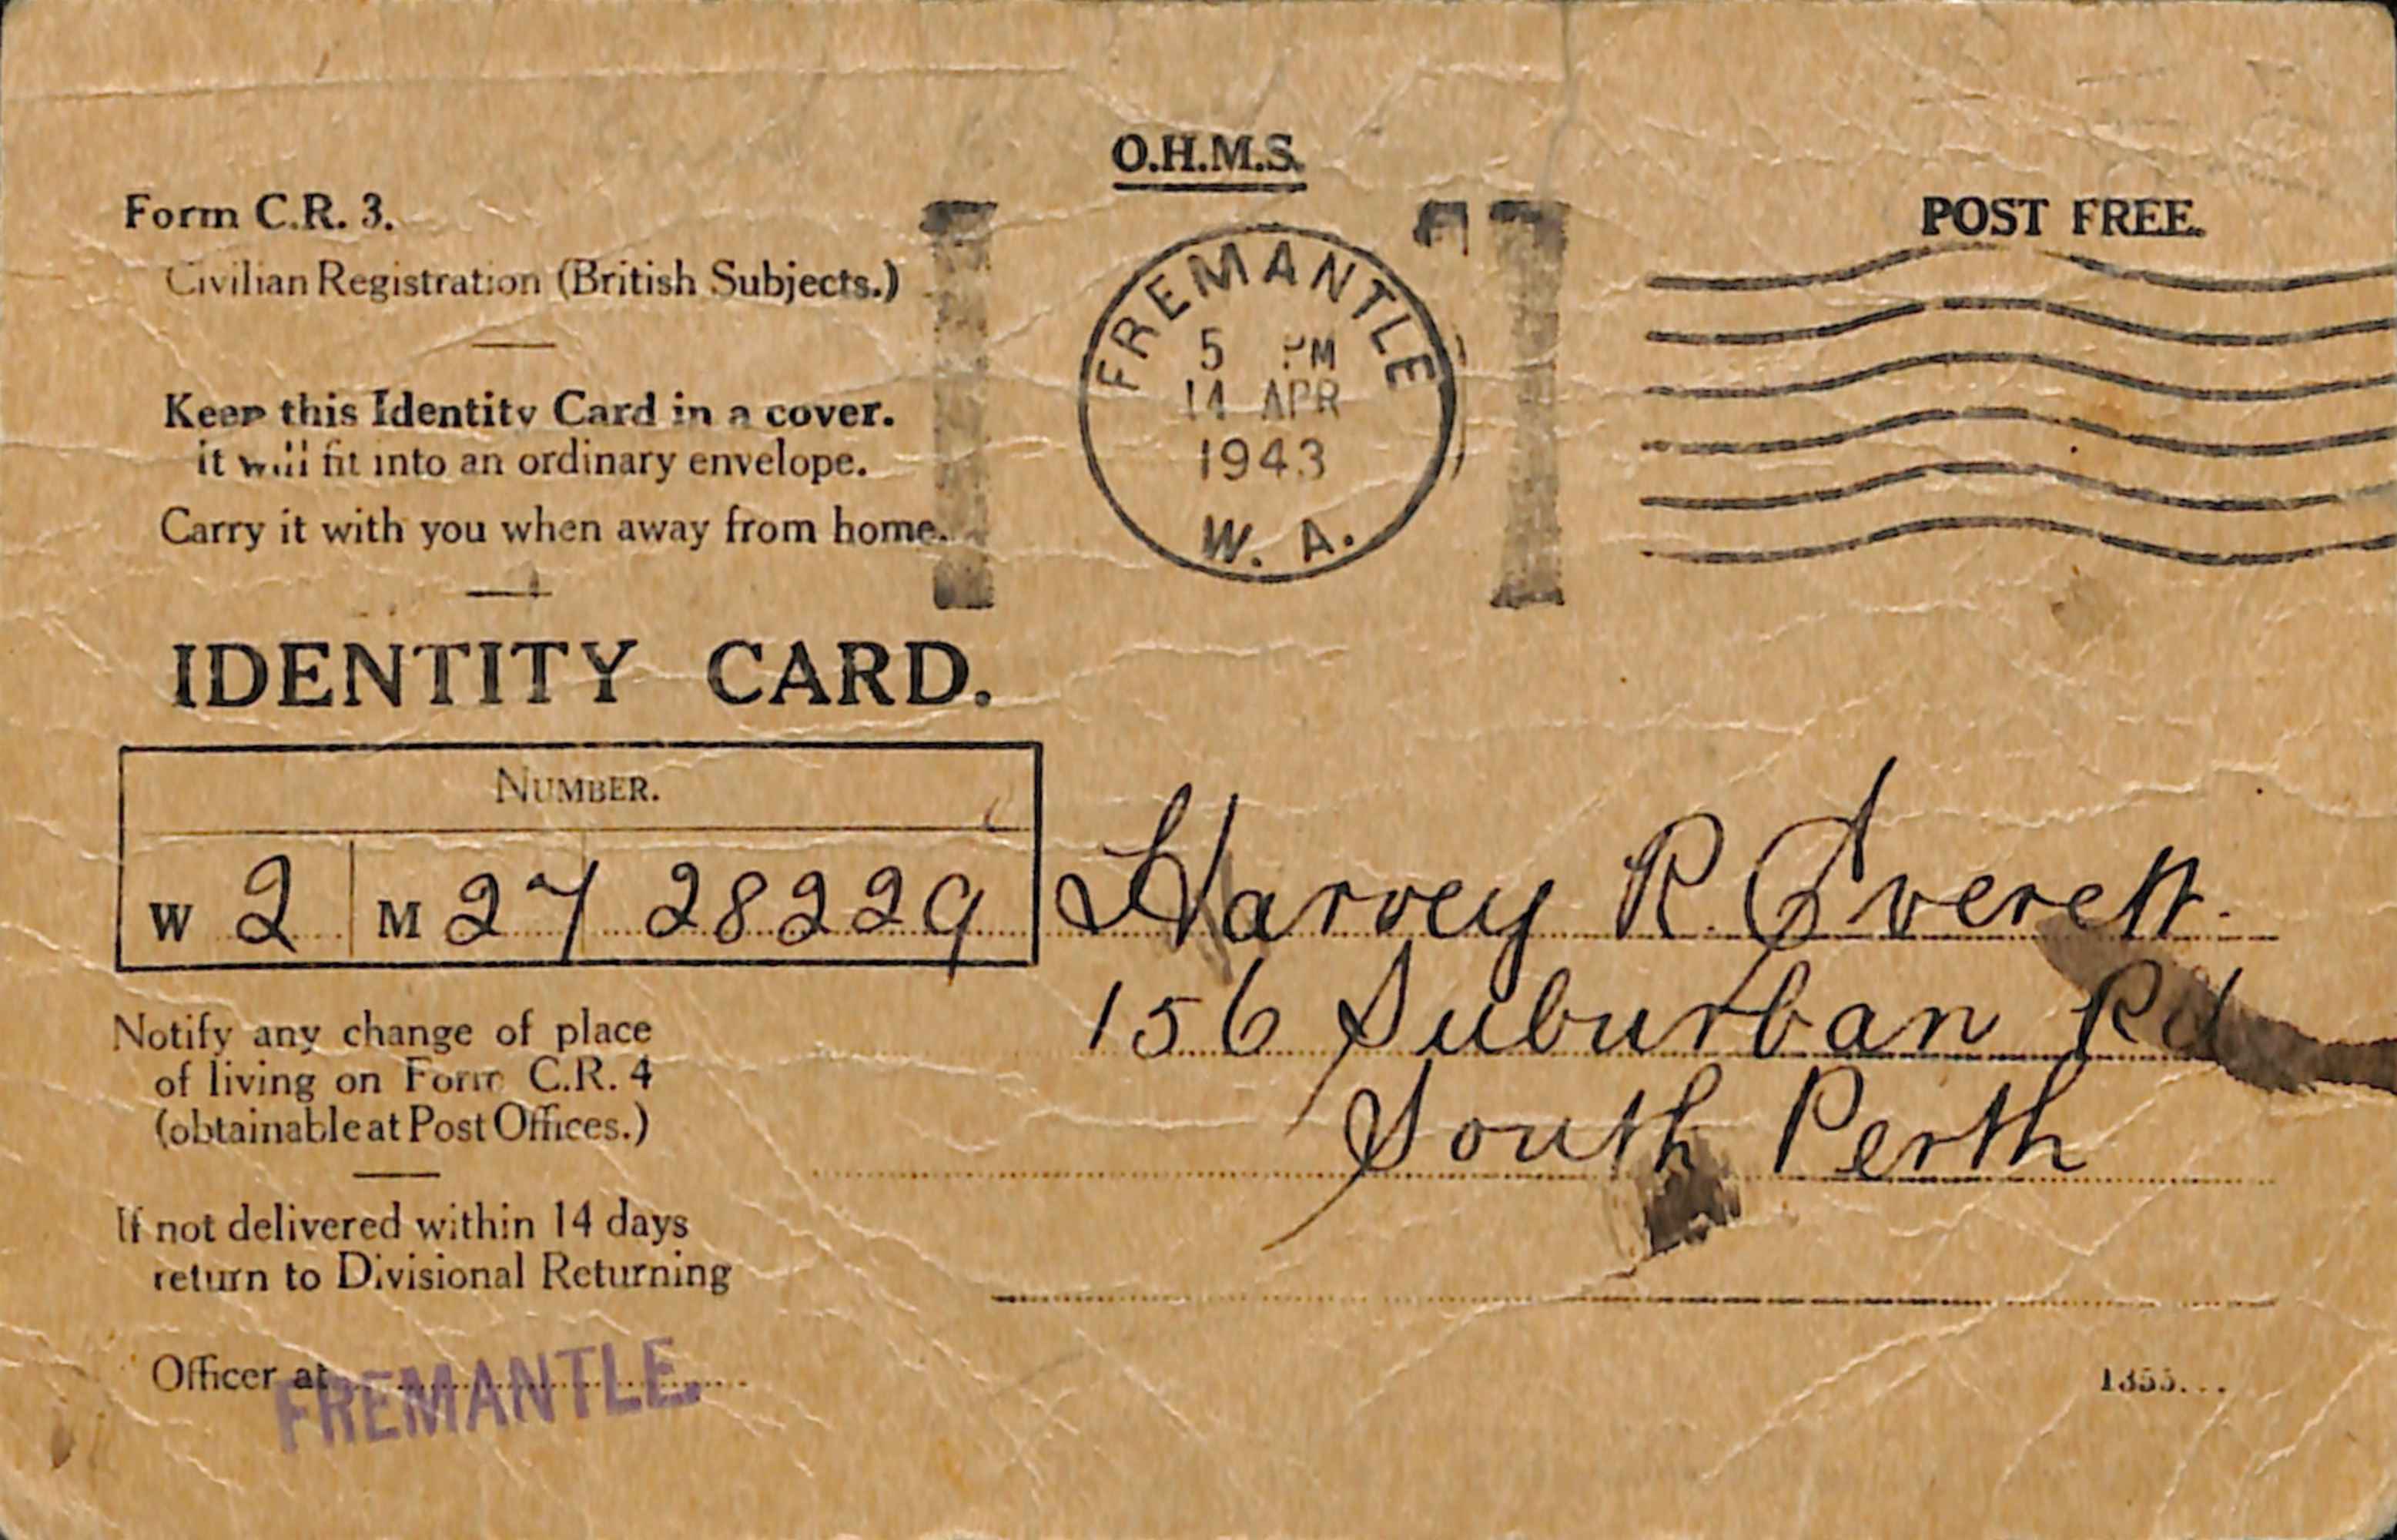 O.H.M.S.
Form C.R. 3.
Civilian Registration (British Subjects.)
POST FREE.
Keep this Identity Card in a cover.
it will fit into an ordinary envelope.
Carry it with you when away from home.
FREMANTLE
5 PM
14 APR
1943
W. A.
IDENTITY CARD.
NUMBER.
W 2 M 27 28229
Harvey R. Everett.
156 Suburban Rd
South Perth
Notify any change of place
of living on Form C.R. 4
(obtainable at Post Offices.)
If not delivered within 14 days
return to Divisional Returning
Officer at FREMANTLE.
1355...